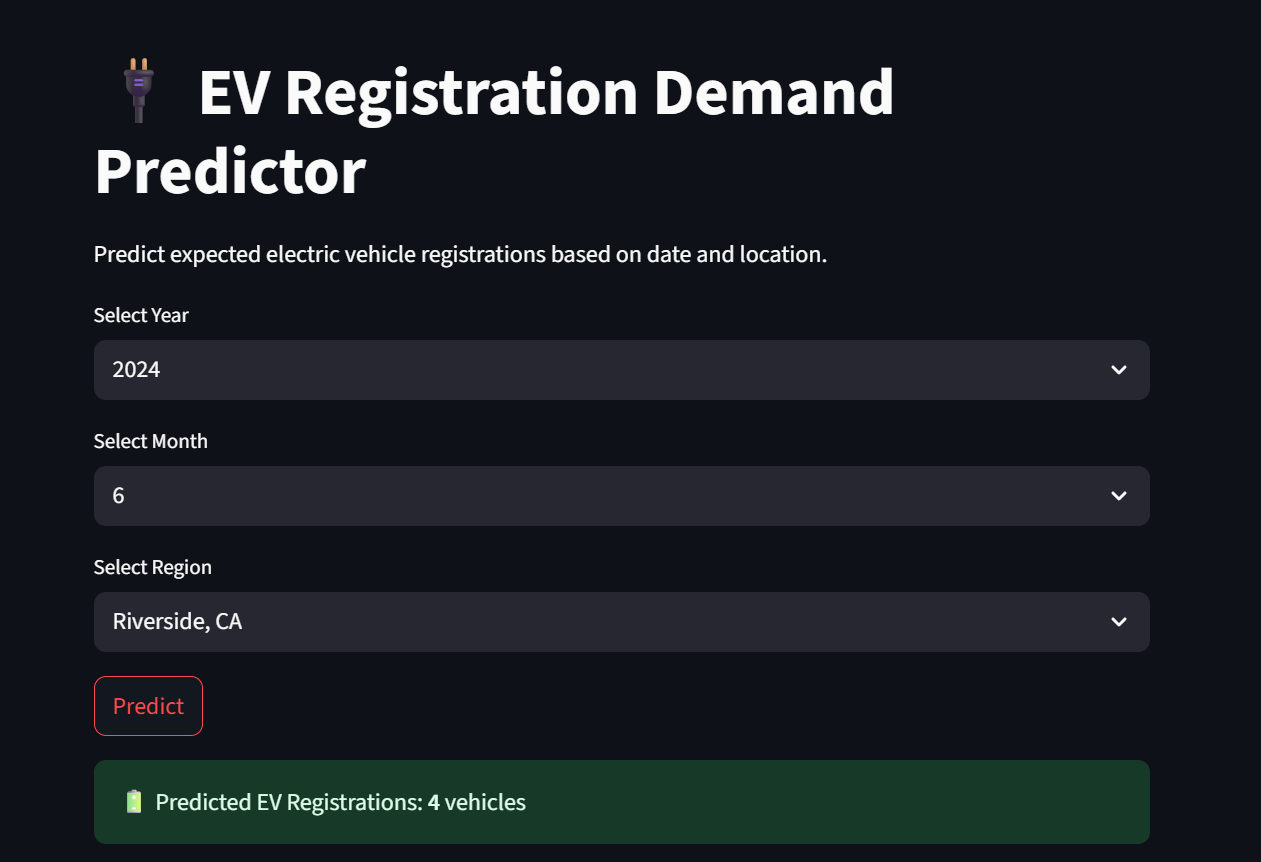 EV Registration Demand
Predictor
Predict expected electric vehicle registrations based on date and location.
Select Year
2024
Select Month
6
Select Region
Riverside, CA
Predict
Predicted EV Registrations: 4 vehicles